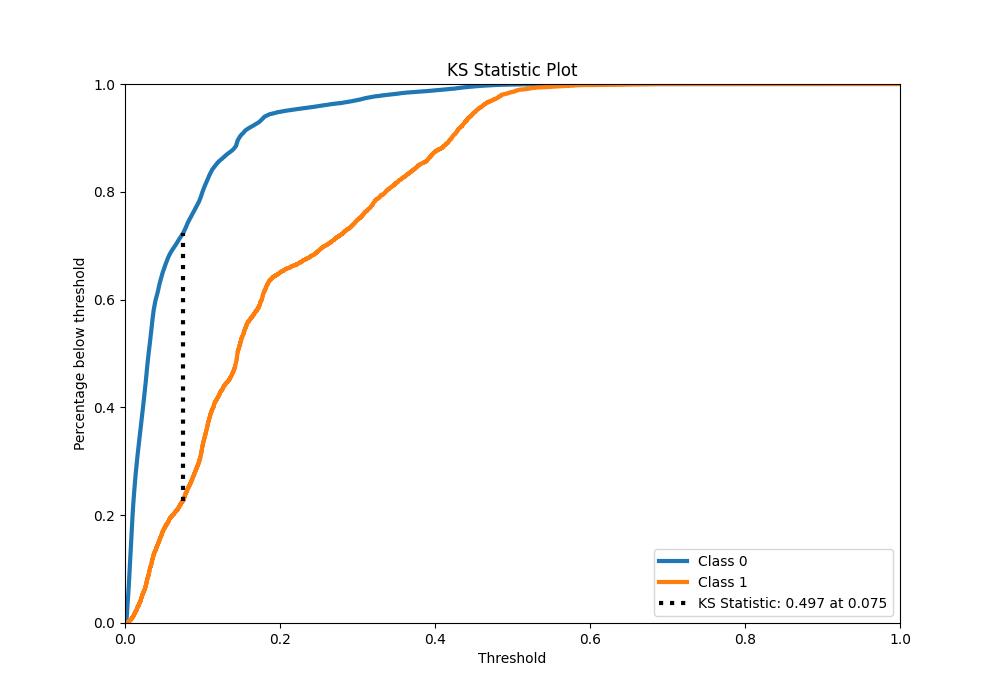 KS Statistic Plot
1.0
0.8
0.6
0.4
0.2
0.0
Percentage below threshold
0.0 0.2 0.4 0.6 0.8 1.0
Threshold
Class 0
Class 1
KS Statistic: 0.497 at 0.075